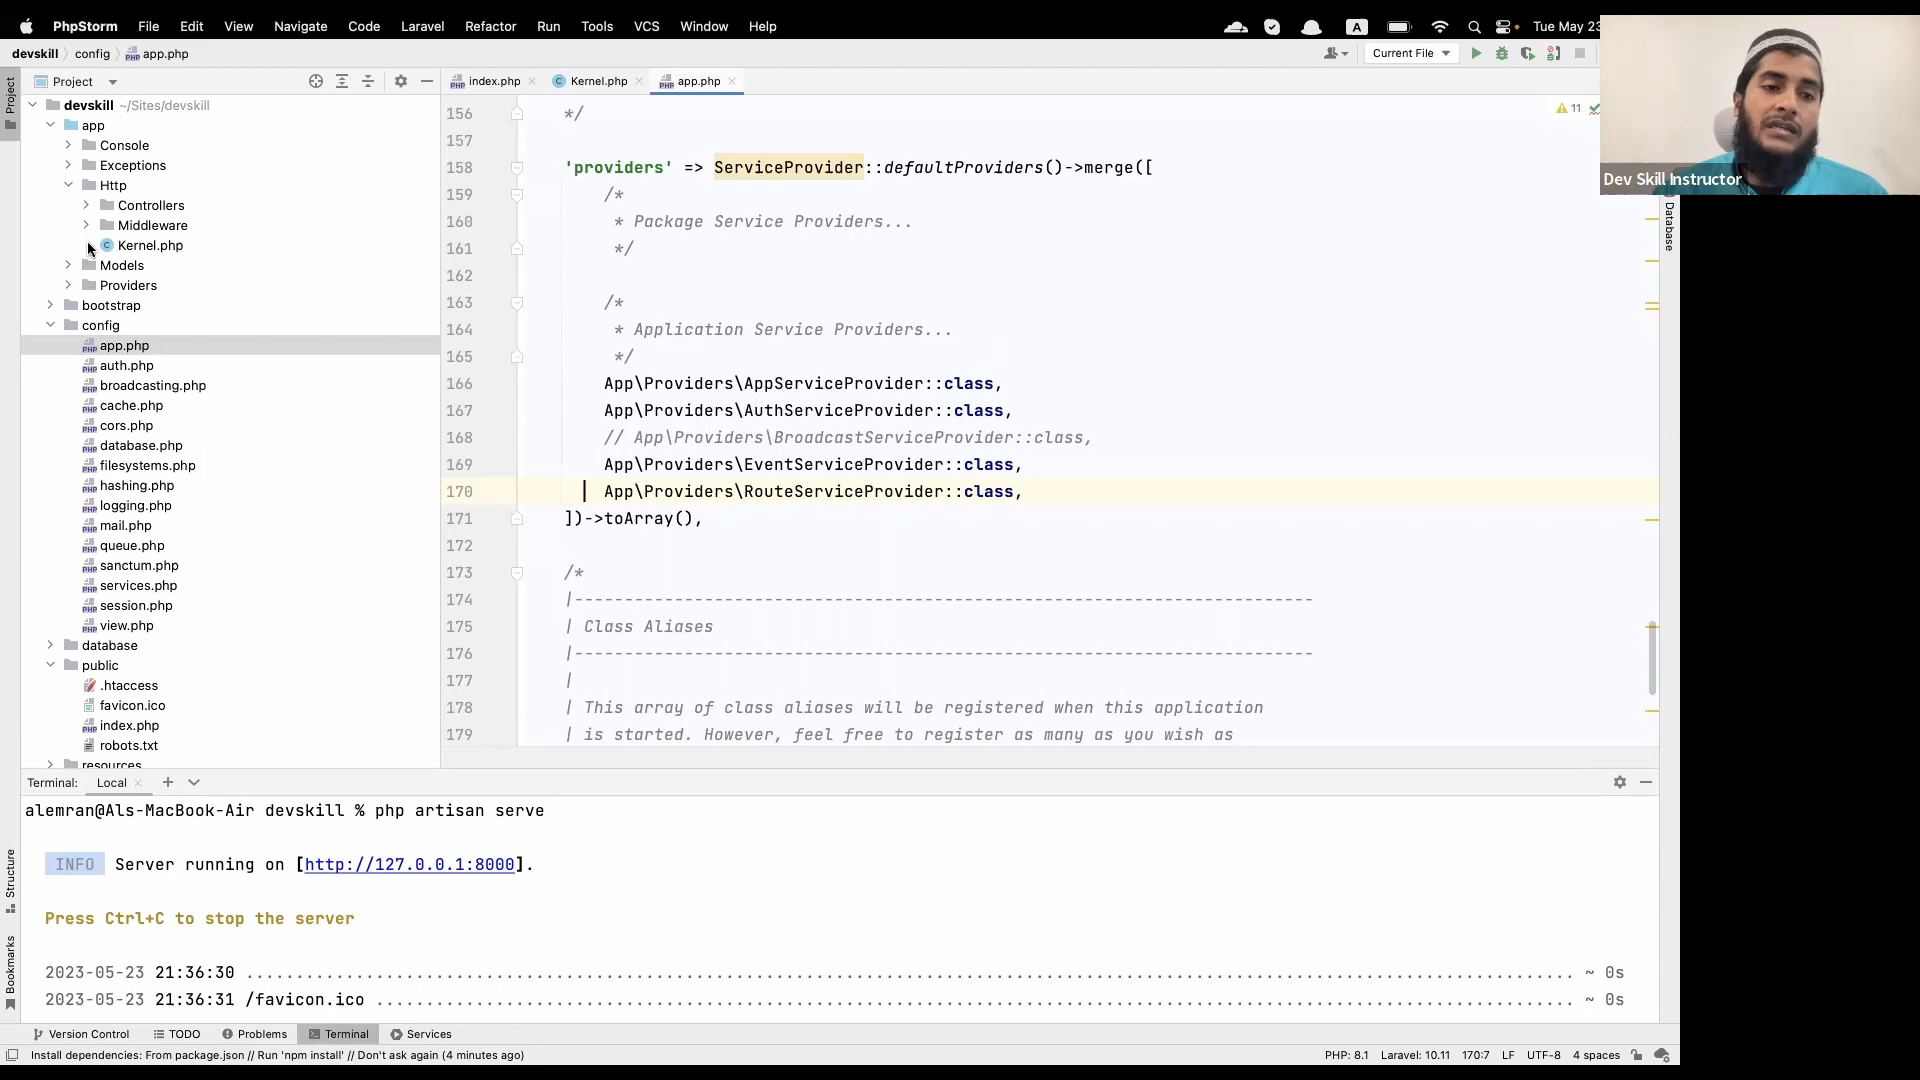 PhpStorm File Edit View Navigate Code Laravel Refactor Run Tools VCS Window Help A Tue May 23
devskill config app.php Current File
Project
index.php Kernel.php app.php
devskill ~/Sites/devskill
app
Console
Exceptions
Http
Controllers
Middleware
Kernel.php
Models
Providers
bootstrap
config
app.php
auth.php
broadcasting.php
cache.php
cors.php
database.php
filesystems.php
hashing.php
logging.php
mail.php
queue.php
sanctum.php
services.php
session.php
view.php
database
public
.htaccess
favicon.ico
index.php
robots.txt
resources
Project
Structure
Bookmarks
156 */
157
158 'providers' => ServiceProvider::defaultProviders()->merge([
159 /*
160 * Package Service Providers...
161 */
162
163 /*
164 * Application Service Providers...
165 */
166 App\Providers\AppServiceProvider::class,
167 App\Providers\AuthServiceProvider::class,
168 // App\Providers\BroadcastServiceProvider::class,
169 App\Providers\EventServiceProvider::class,
170 App\Providers\RouteServiceProvider::class,
171 ])->toArray(),
172
173 /*
174 |--------------------------------------------------------------------------
175 | Class Aliases
176 |--------------------------------------------------------------------------
177 |
178 | This array of class aliases will be registered when this application
179 | is started. However, feel free to register as many as you wish as
11
Dev Skill Instructor
Database
Terminal: Local
alemran@Als-MacBook-Air devskill % php artisan serve
INFO Server running on [http://127.0.0.1:8000].
Press Ctrl+C to stop the server
2023-05-23 21:36:30 ..................................................................................................................................... ~ 0s
2023-05-23 21:36:31 /favicon.ico ........................................................................................................................ ~ 0s
Version Control TODO Problems Terminal Services
Install dependencies: From package.json // Run 'npm install' // Don't ask again (4 minutes ago) PHP: 8.1 Laravel: 10.11 170:7 LF UTF-8 4 spaces